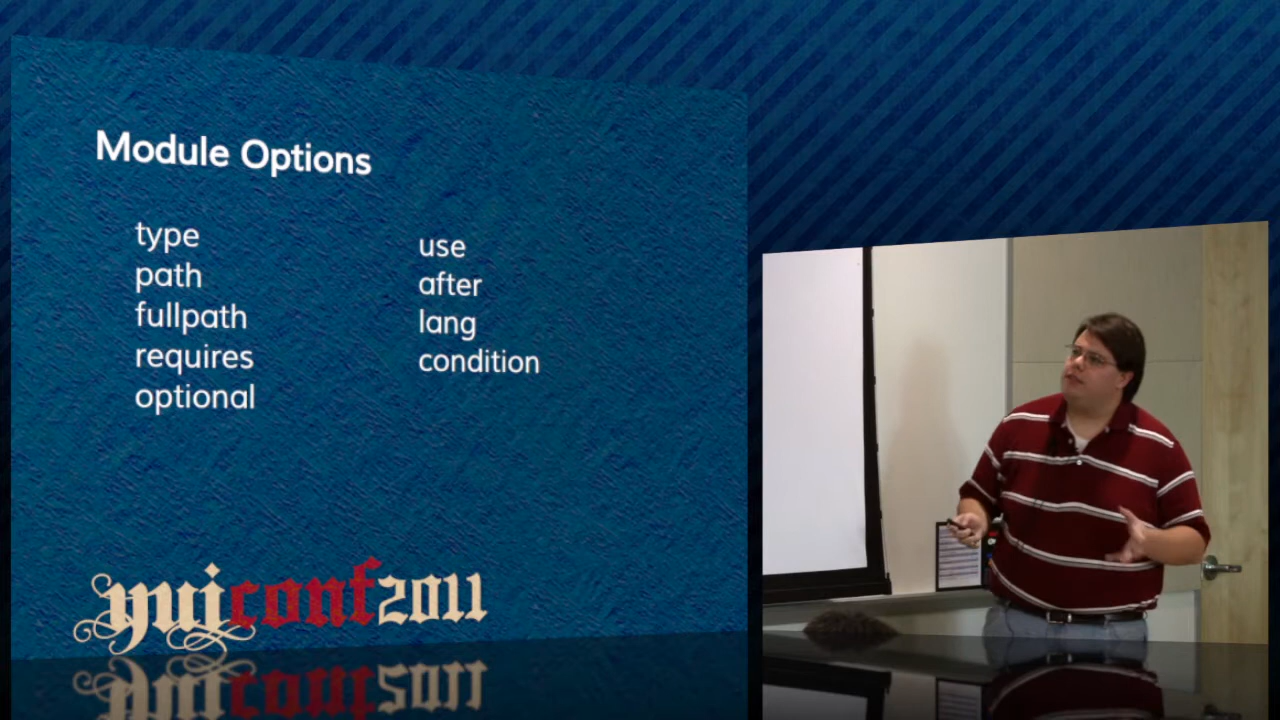 Module Options
type
path
fullpath
requires
optional
use
after
lang
condition
yuiconf2011